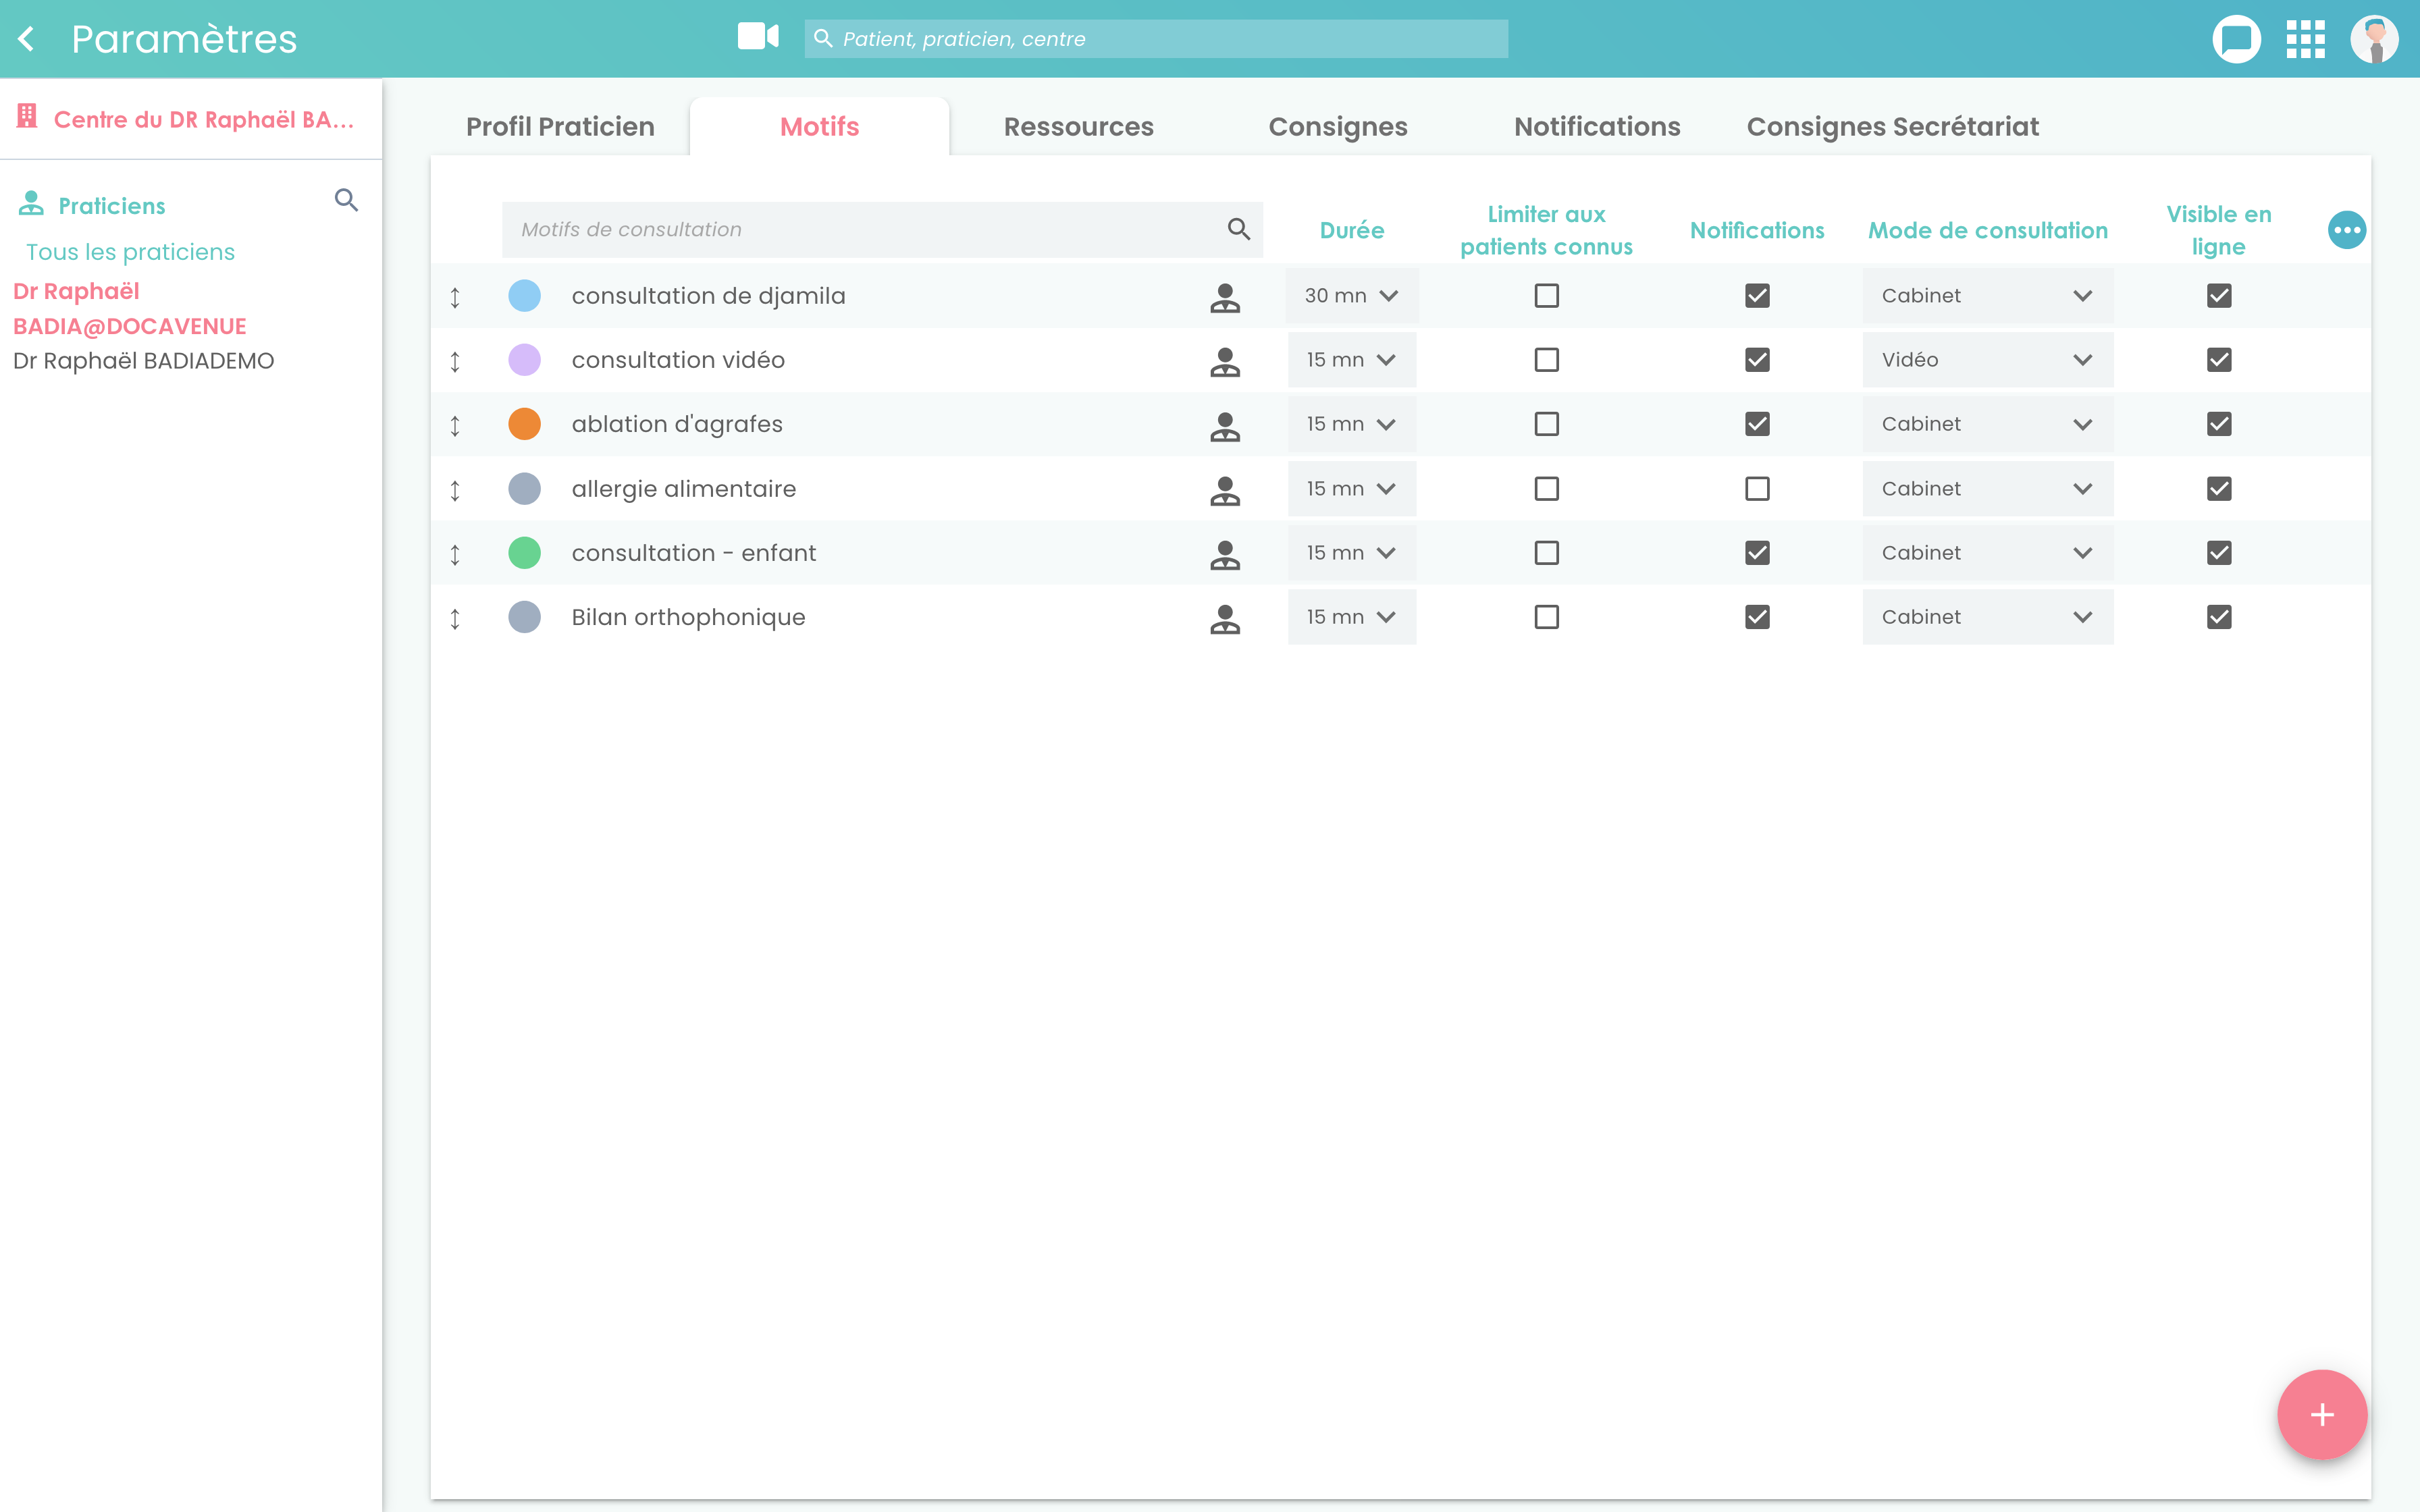 Paramètres
Patient, praticien, centre
Centre du DR Raphaël BA...
Praticiens
Tous les praticiens
Dr Raphaël
BADIA@DOCAVENUE
Dr Raphaël BADIADEMO
Profil Praticien
Motifs
Ressources
Consignes
Notifications
Consignes Secrétariat
Motifs de consultation
Durée
Limiter aux
patients connus
Notifications
Mode de consultation
Visible en
ligne
consultation de djamila
30 mn
Cabinet
consultation vidéo
15 mn
Vidéo
ablation d'agrafes
15 mn
Cabinet
allergie alimentaire
15 mn
Cabinet
consultation - enfant
15 mn
Cabinet
Bilan orthophonique
15 mn
Cabinet